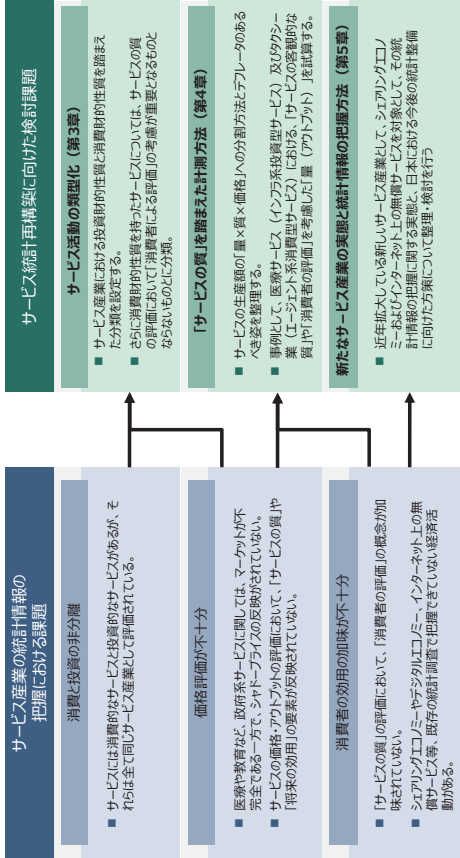 サービス産業の統計情報の
把握における課題
消費と投資の非分離
■ サービスには消費的なサービスと投資的なサービスがあるが、そ
れらは全て同じサービス産業として評価されている。
価格評価が不十分
■ 医療や教育など、政府系サービスに関しては、マーケットが不
完全である一方で、シャドープライスの反映がされていない。
■ サービスの価格・アウトプットの評価において、「サービスの質」や
「将来の効用」の要素が反映されていない。
消費者の効用の加味が不十分
■ 「サービスの質」の評価において、「消費者の評価」の概念が加
味されていない。
■ シェアリングエコノミーやデジタルエコノミー、インターネット上の無
償サービス等、既存の統計調査で把握できていない経済活
動がある。
サービス統計再構築に向けた検討課題
サービス活動の類型化（第3章）
■ サービス産業における投資財的性質と消費財的性質を踏まえ
た分類を設定する。
■ さらに消費財的性質を持ったサービスについては、サービスの質
の評価において「消費者による評価」の考慮が重要となるものと
ならないものとに分類。
「サービスの質」を踏まえた計測方法（第4章）
■ サービスの生産額の「量×質×価格」への分割方法とデフレータのある
べき姿を整理する。
■ 事例として、医療サービス（インフラ系投資型サービス）及びタクシー
業（エージェント系消費型サービス）における、「サービスの客観的な
質」や「消費者の評価」を考慮した「量（アウトプット）」を試算する。
新たなサービス産業の実態と統計情報の把握方法（第5章）
■ 近年拡大している新しいサービス産業として、シェアリングエコノ
ミーおよびインターネット上の無償サービスを対象として、その統
計情報の把握に関する実態と、日本における今後の統計整備
に向けた方策について整理・検討を行う